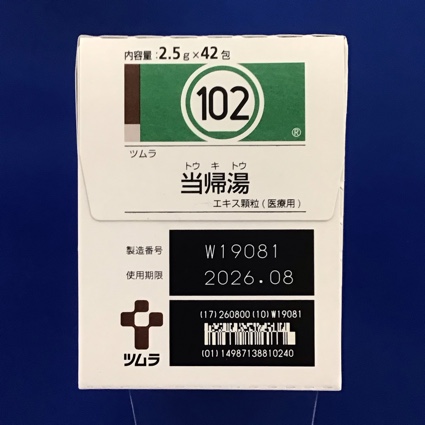 内容量:2.5g×42包
102
®
ツムラ
トウ キ トウ
当帰湯
エキス顆粒(医療用)
製造番号 W19081
使用期限 2026.08
(17)260800(10)W19081
(01)14987138810240
ツムラ